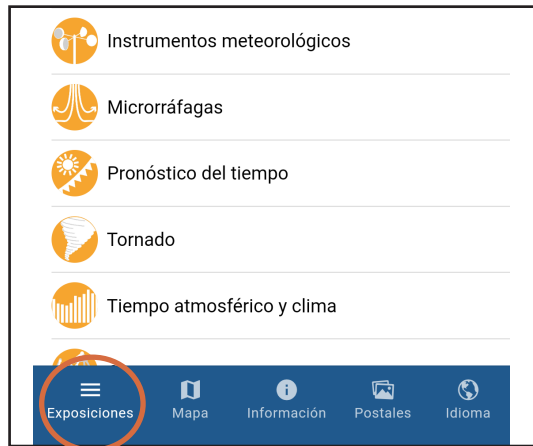 Instrumentos meteorológicos
Microrráfagas
Pronóstico del tiempo
Tornado
Tiempo atmosférico y clima
Exposiciones Mapa Información Postales Idioma